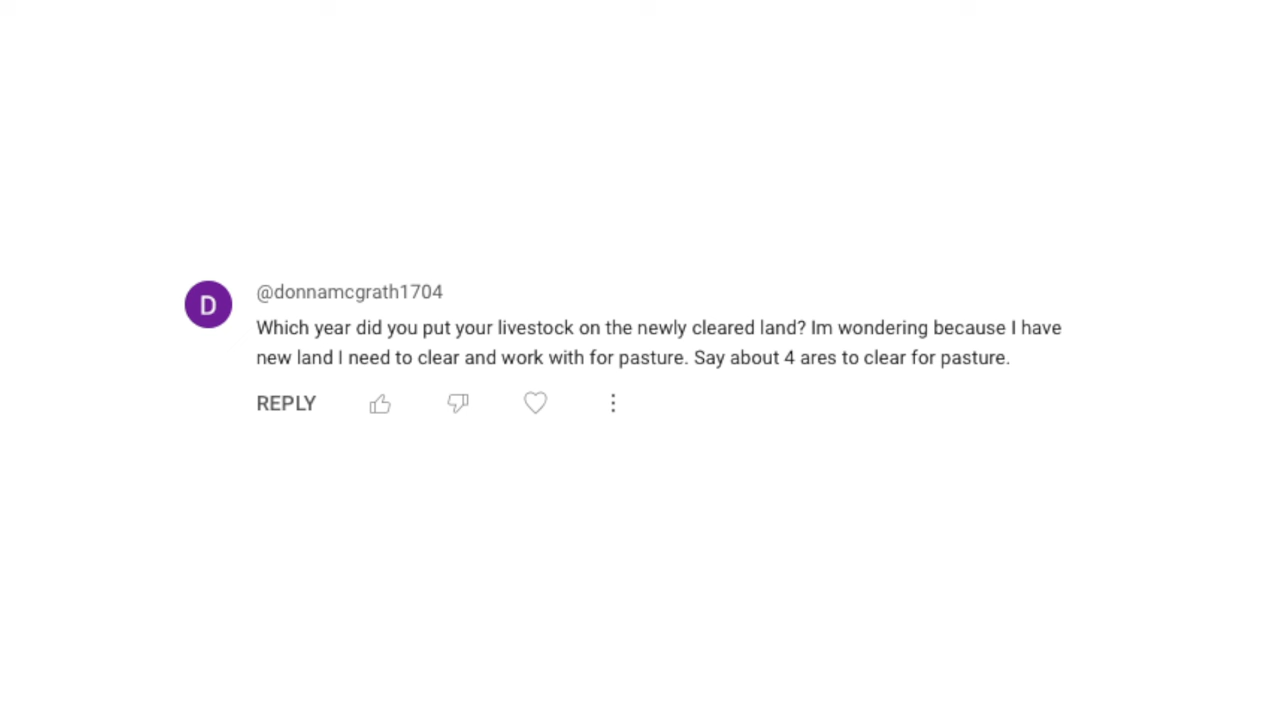 D
@donnamcgrath1704
Which year did you put your livestock on the newly cleared land? Im wondering because I have
new land I need to clear and work with for pasture. Say about 4 ares to clear for pasture.
REPLY